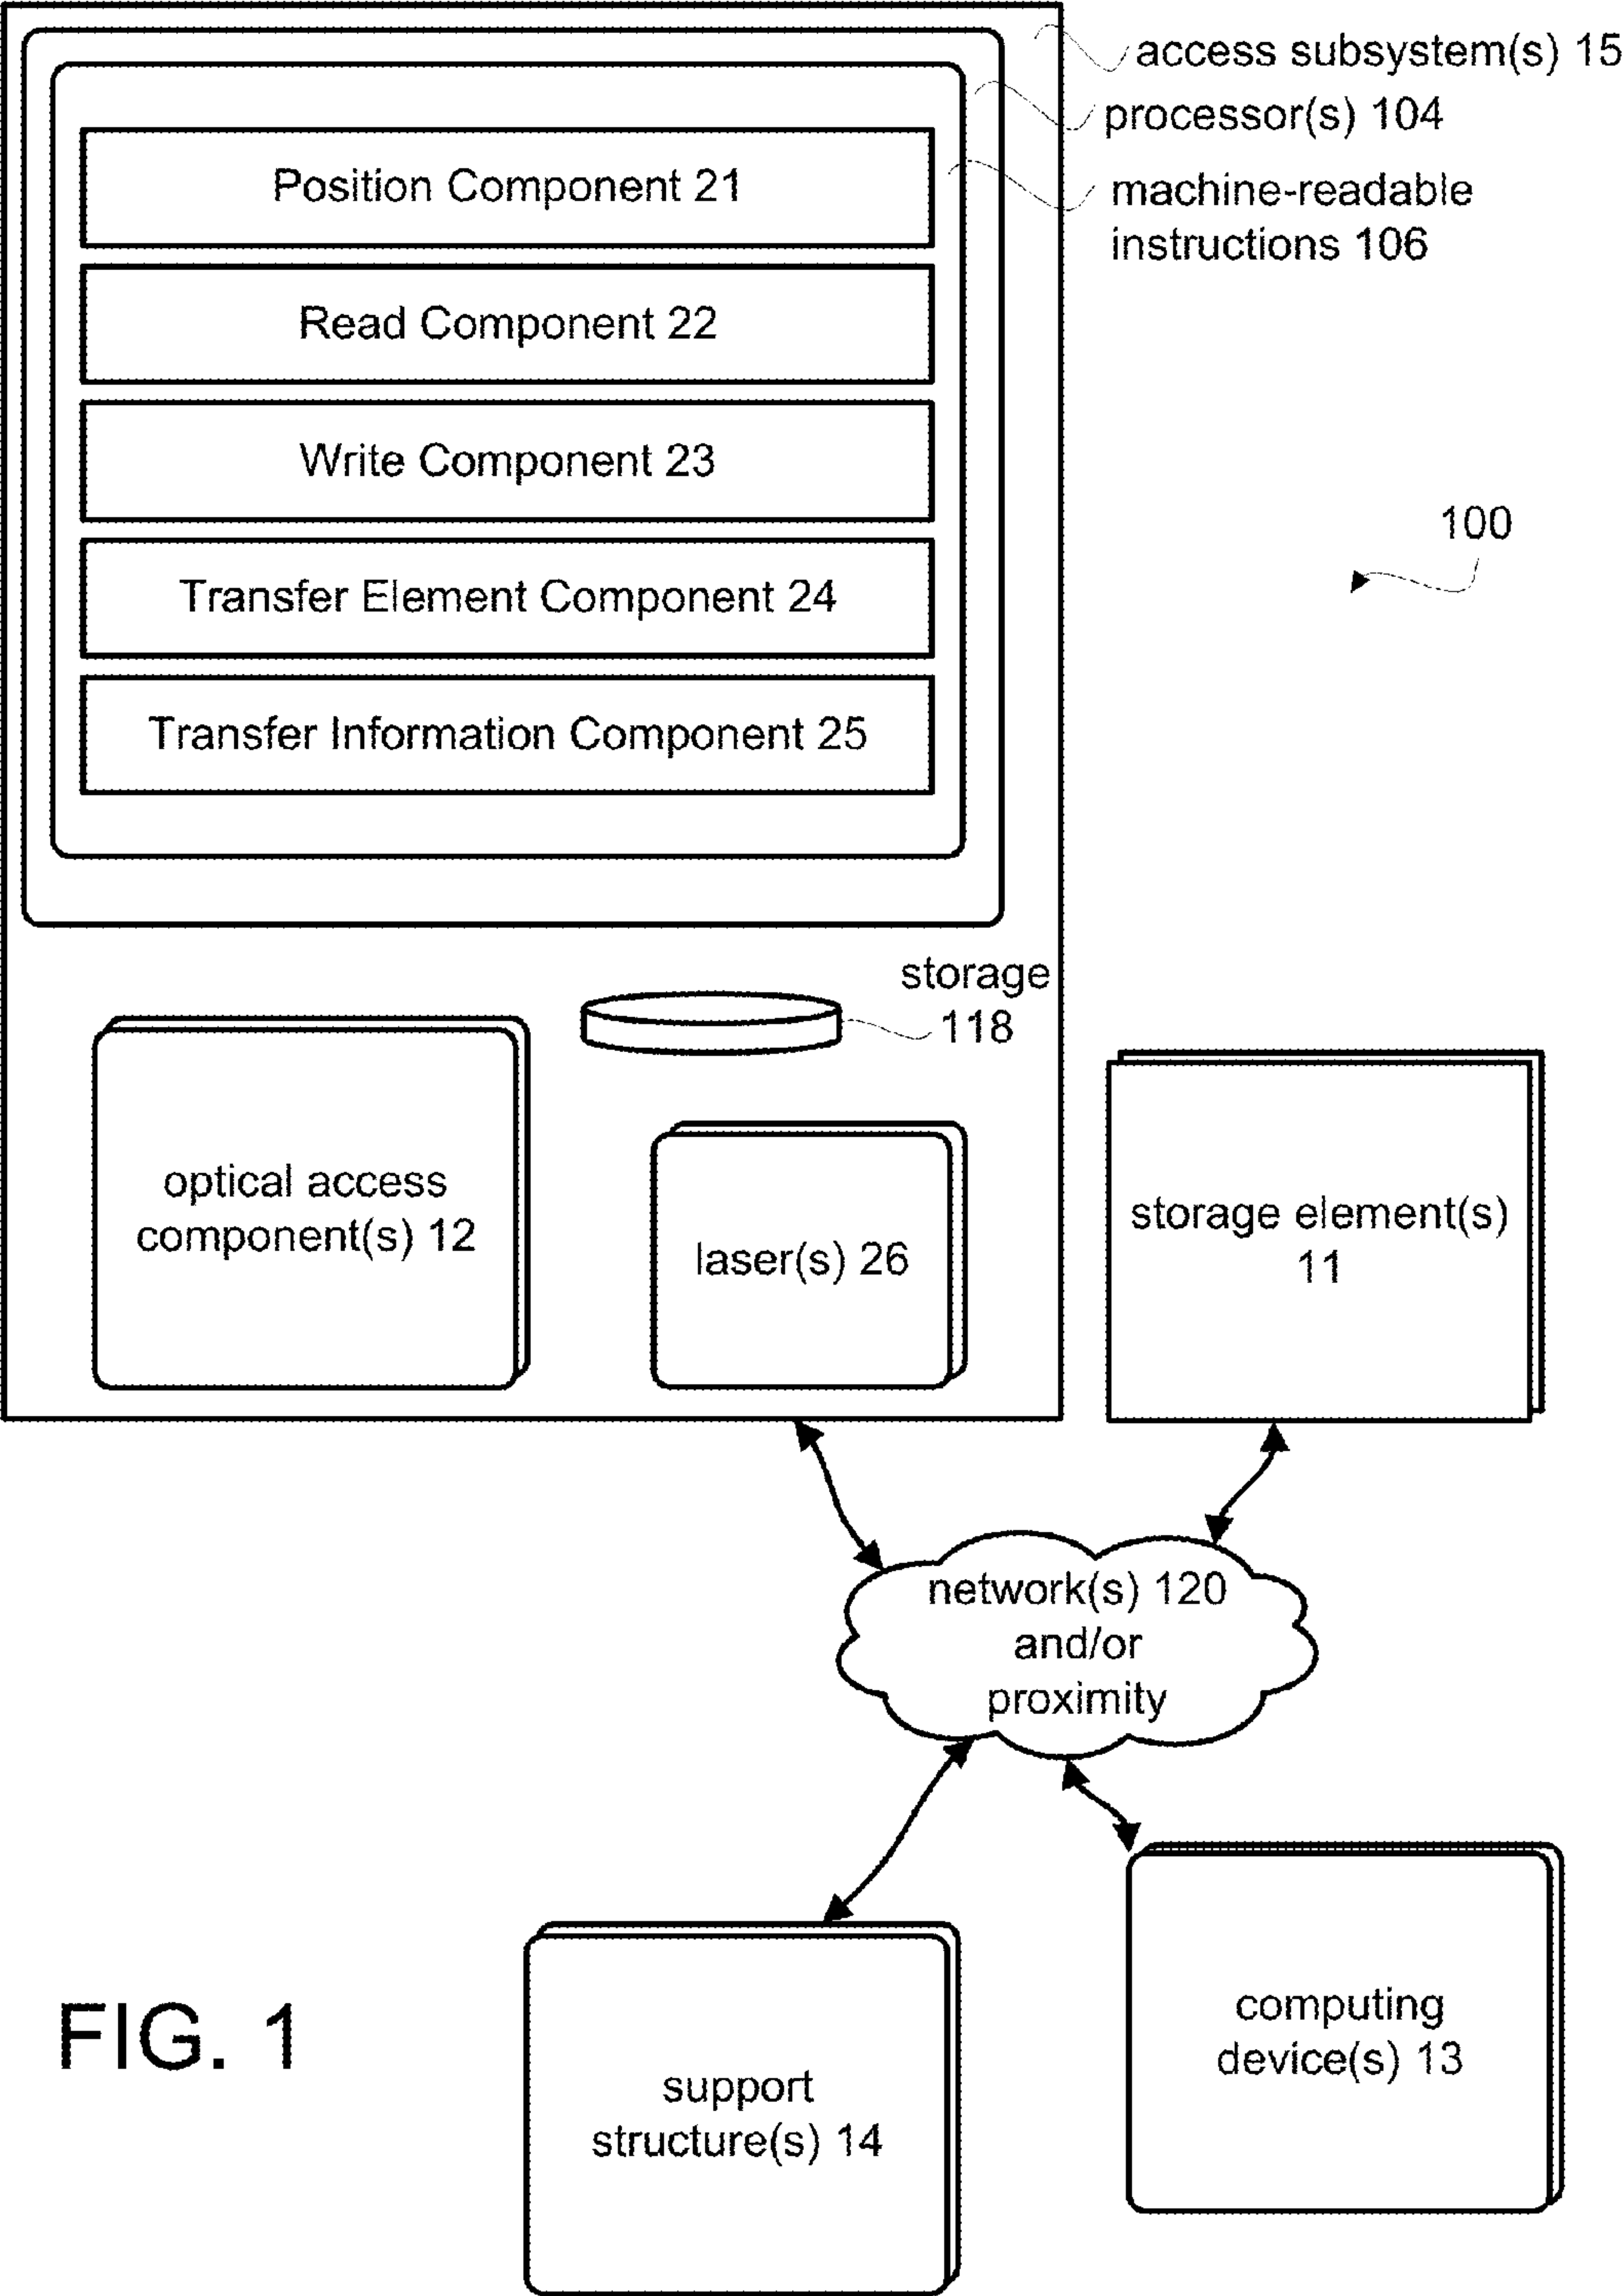 access subsystem(s) 15
processor(s) 104
machine-readable
instructions 106
Position Component 21
Read Component 22
Write Component 23
Transfer Element Component 24
Transfer Information Component 25
100
storage
118
optical access
component(s) 12
laser(s) 26
storage element(s)
11
network(s) 120
and/or
proximity
computing
device(s) 13
support
structure(s) 14
FIG. 1